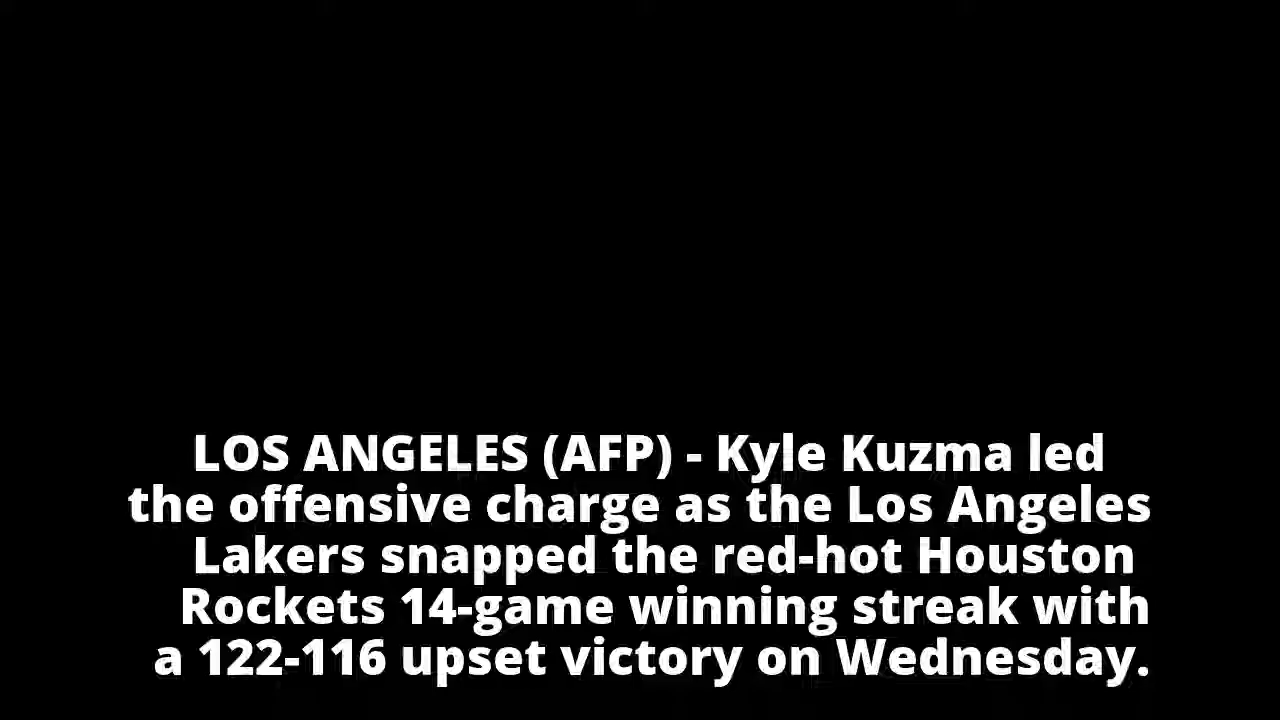 LOS ANGELES (AFP) - Kyle Kuzma led
the offensive charge as the Los Angeles
Lakers snapped the red-hot Houston
Rockets 14-game winning streak with
a 122-116 upset victory on Wednesday.